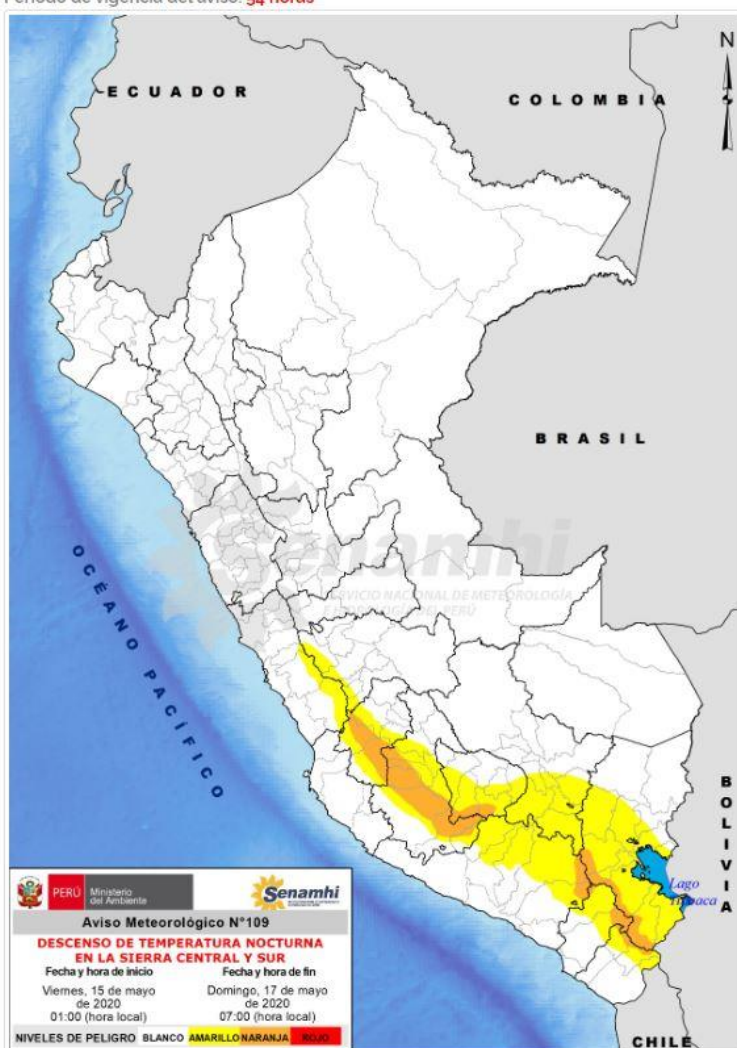 Periodo de vigencia del aviso: 54 horas
N
ECUADOR
COLOMBIA
BRASIL
Senamhi
SERVICIO NACIONAL DE METEOROLOGÍA
E HIDROLOGÍA DEL PERÚ
OCÉANO PACÍFICO
BOLIVIA
Lago
Titicaca
PERÚ
Ministerio
del Ambiente
Senamhi
Aviso Meteorológico N°109
DESCENSO DE TEMPERATURA NOCTURNA
EN LA SIERRA CENTRAL Y SUR
Fecha y hora de inicio Fecha y hora de fin
Viernes, 15 de mayo Domingo, 17 de mayo
de 2020 de 2020
01:00 (hora local) 07:00 (hora local)
NIVELES DE PELIGRO BLANCO AMARILLO NARANJA ROJO
CHILE